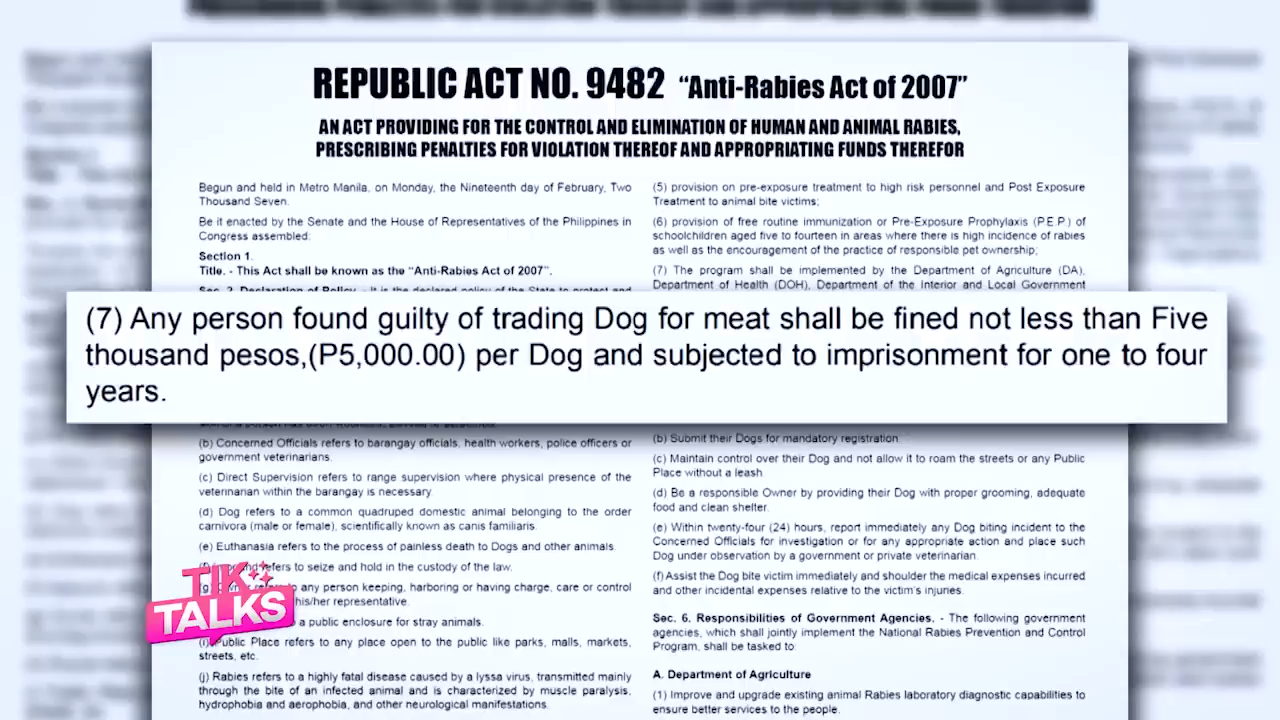 REPUBLIC ACT NO. 9482 “Anti-Rabies Act of 2007”
AN ACT PROVIDING FOR THE CONTROL AND ELIMINATION OF HUMAN AND ANIMAL RABIES,
PRESCRIBING PENALTIES FOR VIOLATION THEREOF AND APPROPRIATING FUNDS THEREFOR
Begun and held in Metro Manila, on Monday, the Nineteenth day of February, Two
Thousand Seven.
Be it enacted by the Senate and the House of Representatives of the Philippines in
Congress assembled:
Section 1.
Title. - This Act shall be known as the “Anti-Rabies Act of 2007”.
Sec. 2. Declaration of Policy. - It is the declared policy of the State to protect and
(5) provision on pre-exposure treatment to high risk personnel and Post Exposure
Treatment to animal bite victims;
(6) provision of free routine immunization or Pre-Exposure Prophylaxis (P.E.P.) of
schoolchildren aged five to fourteen in areas where there is high incidence of rabies
as well as the encouragement of the practice of responsible pet ownership;
(7) The program shall be implemented by the Department of Agriculture (DA),
Department of Health (DOH), Department of the Interior and Local Government
(7) Any person found guilty of trading Dog for meat shall be fined not less than Five
thousand pesos,(P5,000.00) per Dog and subjected to imprisonment for one to four
years.
(b) Concerned Officials refers to barangay officials, health workers, police officers or
government veterinarians.
(c) Direct Supervision refers to range supervision where physical presence of the
veterinarian within the barangay is necessary.
(d) Dog refers to a common quadruped domestic animal belonging to the order
carnivora (male or female), scientifically known as canis familiaris.
(e) Euthanasia refers to the process of painless death to Dogs and other animals.
refers to seize and hold in the custody of the law.
to any person keeping, harboring or having charge, care or control
his/her representative.
a public enclosure for stray animals.
(i) Public Place refers to any place open to the public like parks, malls, markets,
streets, etc.
(j) Rabies refers to a highly fatal disease caused by a lyssa virus, transmitted mainly
through the bite of an infected animal and is characterized by muscle paralysis,
hydrophobia and aerophobia, and other neurological manifestations.
(b) Submit their Dogs for mandatory registration.
(c) Maintain control over their Dog and not allow it to roam the streets or any Public
Place without a leash.
(d) Be a responsible Owner by providing their Dog with proper grooming, adequate
food and clean shelter.
(e) Within twenty-four (24) hours, report immediately any Dog biting incident to the
Concerned Officials for investigation or for any appropriate action and place such
Dog under observation by a government or private veterinarian.
(f) Assist the Dog bite victim immediately and shoulder the medical expenses incurred
and other incidental expenses relative to the victim's injuries.
Sec. 6. Responsibilities of Government Agencies. - The following government
agencies, which shall jointly implement the National Rabies Prevention and Control
Program, shall be tasked to:
A. Department of Agriculture
(1) Improve and upgrade existing animal Rabies laboratory diagnostic capabilities to
ensure better services to the people.
TIK
TALKS